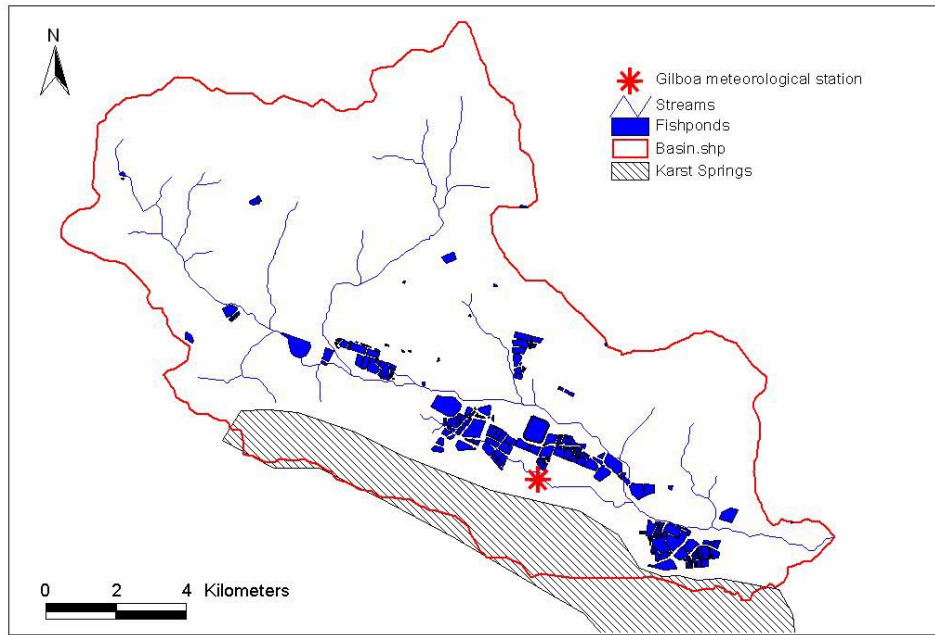 N
Gilboa meteorological station
Streams
Fishponds
Basin.shp
Karst Springs
0 2 4 Kilometers